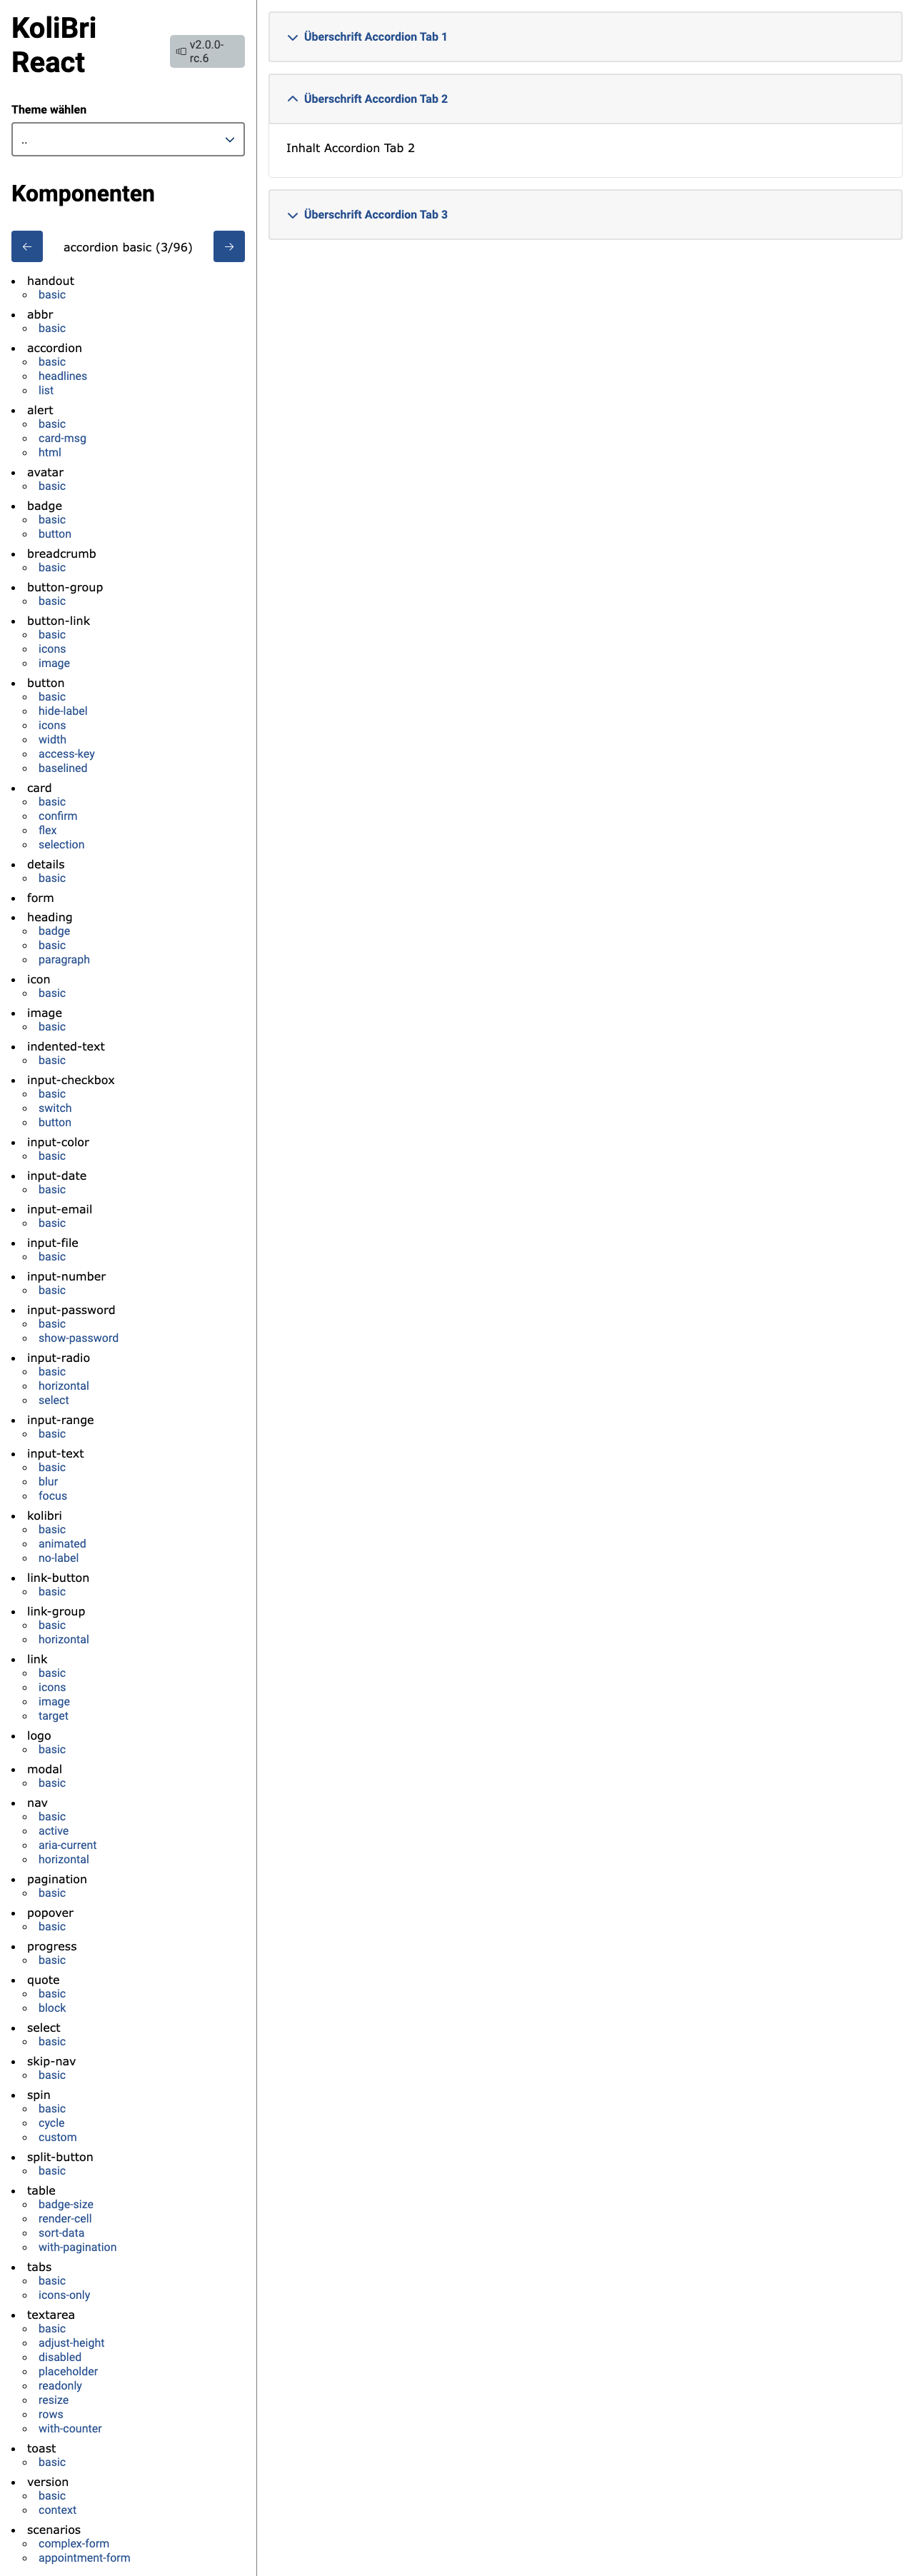 KoliBri
React
v2.0.0-
rc.6
Theme wählen
..
Komponenten
accordion basic (3/96)
handout
basic
abbr
basic
accordion
basic
headlines
list
alert
basic
card-msg
html
avatar
basic
badge
basic
button
breadcrumb
basic
button-group
basic
button-link
basic
icons
image
button
basic
hide-label
icons
width
access-key
baselined
card
basic
confirm
flex
selection
details
basic
form
heading
badge
basic
paragraph
icon
basic
image
basic
indented-text
basic
input-checkbox
basic
switch
button
input-color
basic
input-date
basic
input-email
basic
input-file
basic
input-number
basic
input-password
basic
show-password
input-radio
basic
horizontal
select
input-range
basic
input-text
basic
blur
focus
kolibri
basic
animated
no-label
link-button
basic
link-group
basic
horizontal
link
basic
icons
image
target
logo
basic
modal
basic
nav
basic
active
aria-current
horizontal
pagination
basic
popover
basic
progress
basic
quote
basic
block
select
basic
skip-nav
basic
spin
basic
cycle
custom
split-button
basic
table
badge-size
render-cell
sort-data
with-pagination
tabs
basic
icons-only
textarea
basic
adjust-height
disabled
placeholder
readonly
resize
rows
with-counter
toast
basic
version
basic
context
scenarios
complex-form
appointment-form
Überschrift Accordion Tab 1
Überschrift Accordion Tab 2
Inhalt Accordion Tab 2
Überschrift Accordion Tab 3